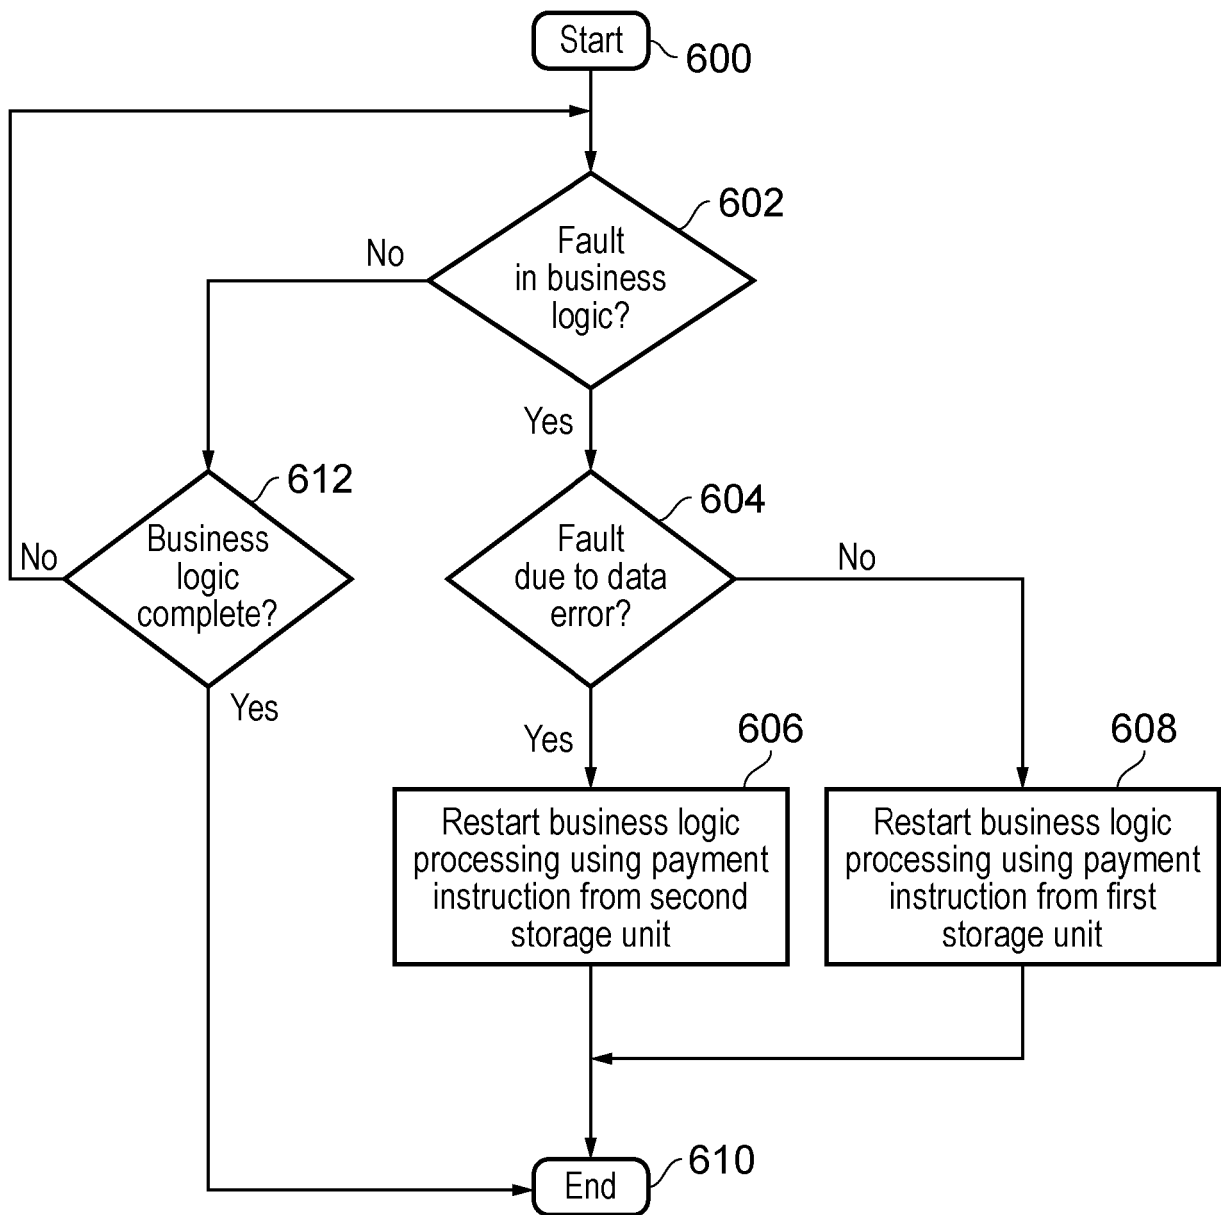 Start
600
602
Fault
in business
logic?
No
Yes
612
604
Business
logic
complete?
No
Fault
due to data
error?
No
Yes
Yes
606
608
Restart business logic
processing using payment
instruction from second
storage unit
Restart business logic
processing using payment
instruction from first
storage unit
End
610